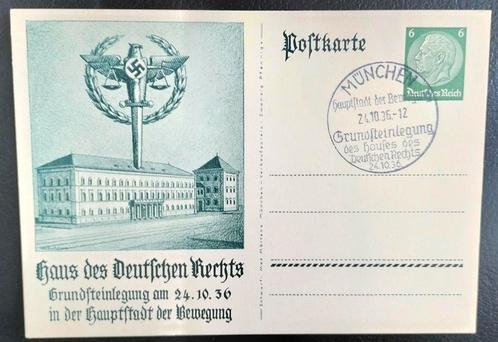 Haus des Deutschen Rechts
Grundsteinlegung am 24.10.36
in der Hauptstadt der Bewegung
Postkarte
6 6
Deutsches Reich
MÜNCHEN
Hauptstadt der Bewegung
24.10.36.-12
Grundsteinlegung
des Hauses des
Deutschen Rechts
24.10.36